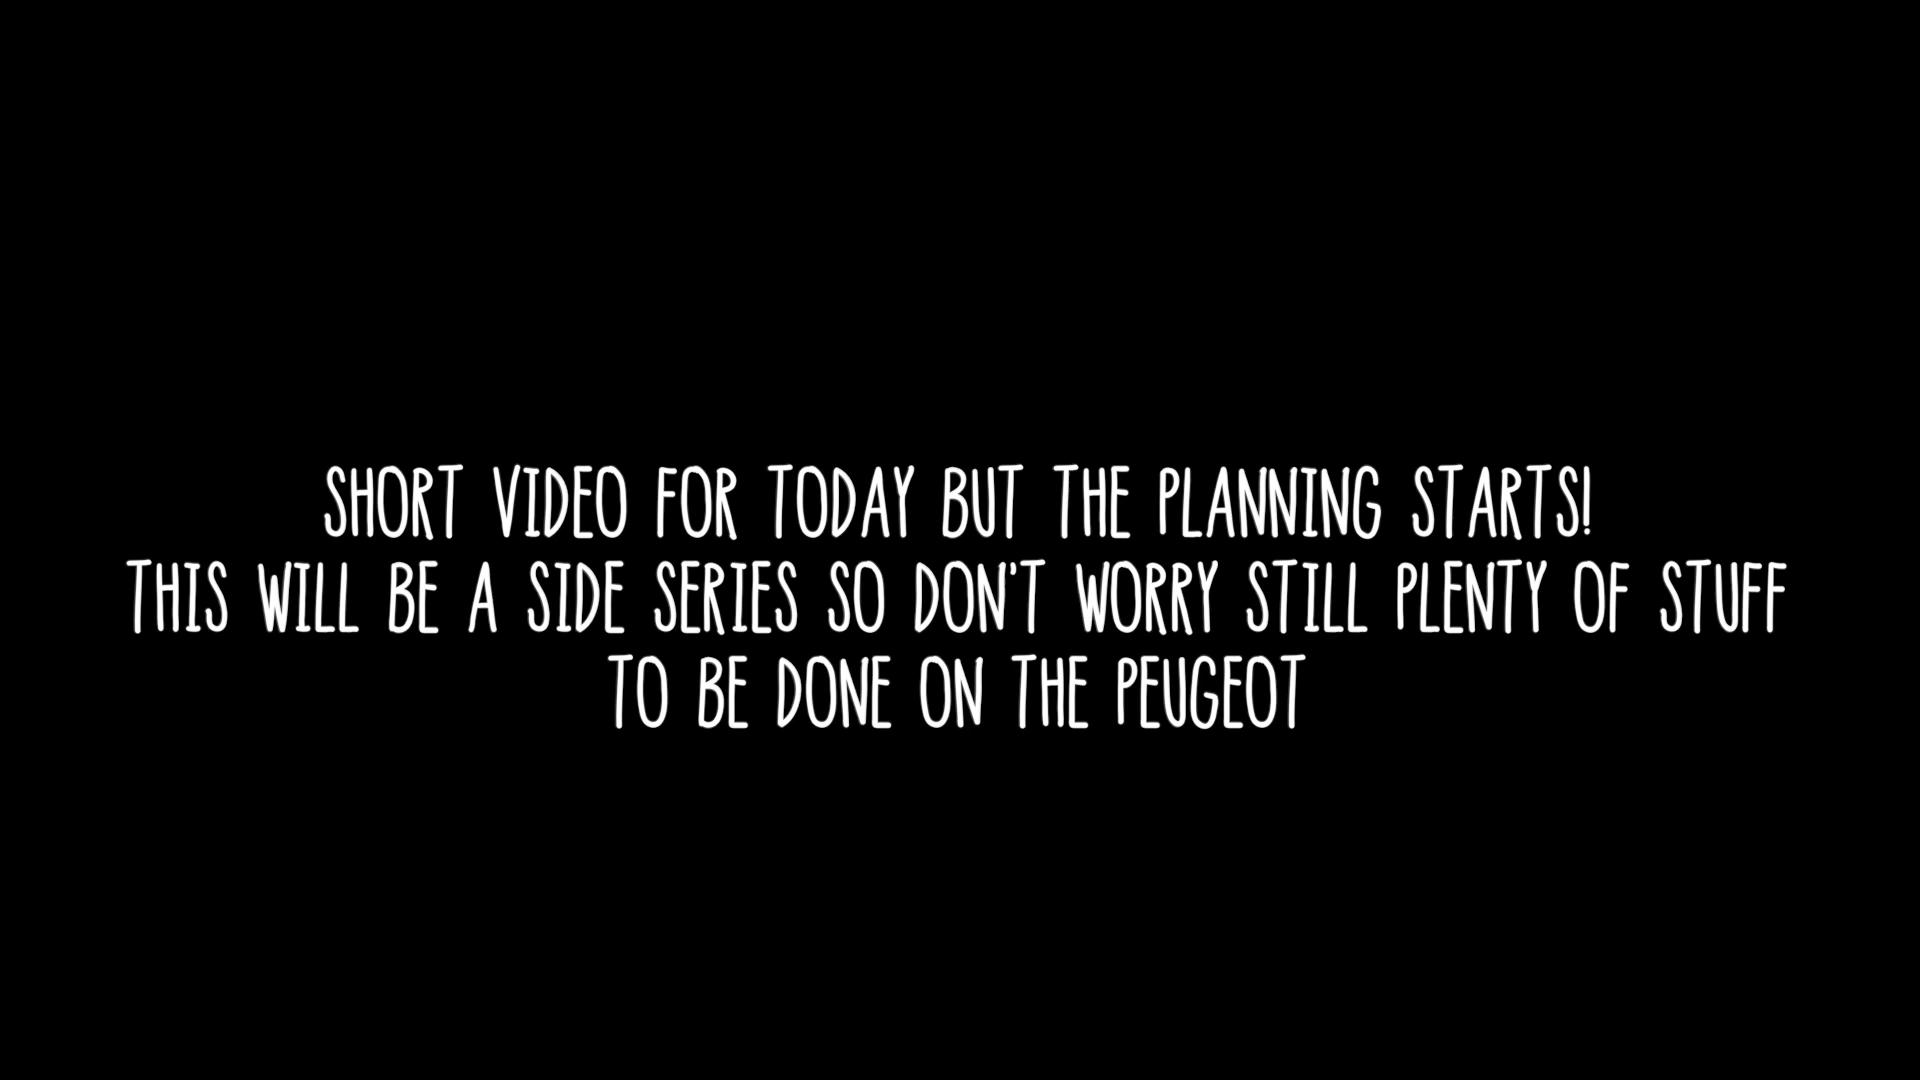 SHORT VIDEO FOR TODAY BUT THE PLANNING STARTS!
THIS WILL BE A SIDE SERIES SO DON'T WORRY STILL PLENTY OF STUFF
TO BE DONE ON THE PEUGEOT